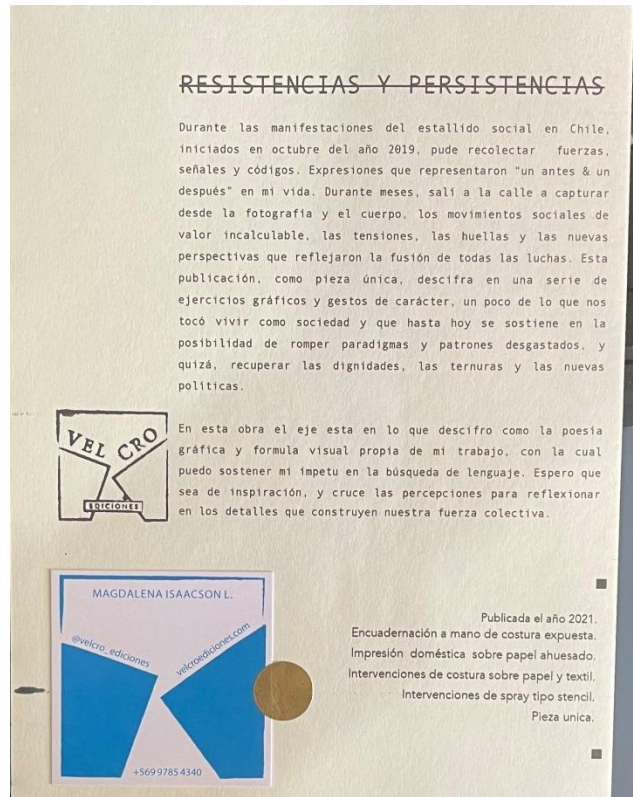 RESISTENCIAS Y PERSISTENCIAS
Durante las manifestaciones del estallido social en Chile,
iniciados en octubre del año 2019, pude recolectar fuerzas,
señales y códigos. Expresiones que representaron "un antes & un
después" en mi vida. Durante meses, salí a la calle a capturar
desde la fotografía y el cuerpo, los movimientos sociales de
valor incalculable, las tensiones, las huellas y las nuevas
perspectivas que reflejaron la fusión de todas las luchas. Esta
publicación, como pieza única, descifra en una serie de
ejercicios gráficos y gestos de carácter, un poco de lo que nos
tocó vivir como sociedad y que hasta hoy se sostiene en la
posibilidad de romper paradigmas y patrones desgastados, y
quizá, recuperar las dignidades, las ternuras y las nuevas
políticas.
VEL CRO
EDICIONES
En esta obra el eje esta en lo que descifro como la poesía
gráfica y formula visual propia de mi trabajo, con la cual
puedo sostener mi ímpetu en la búsqueda de lenguaje. Espero que
sea de inspiración, y cruce las percepciones para reflexionar
en los detalles que construyen nuestra fuerza colectiva.
MAGDALENA ISAACSON L.
@velcro_ediciones
velcroediciones.com
+569 9785 4340
Publicada el año 2021.
Encuadernación a mano de costura expuesta.
Impresión doméstica sobre papel ahuesado.
Intervenciones de costura sobre papel y textil.
Intervenciones de spray tipo stencil.
Pieza unica.